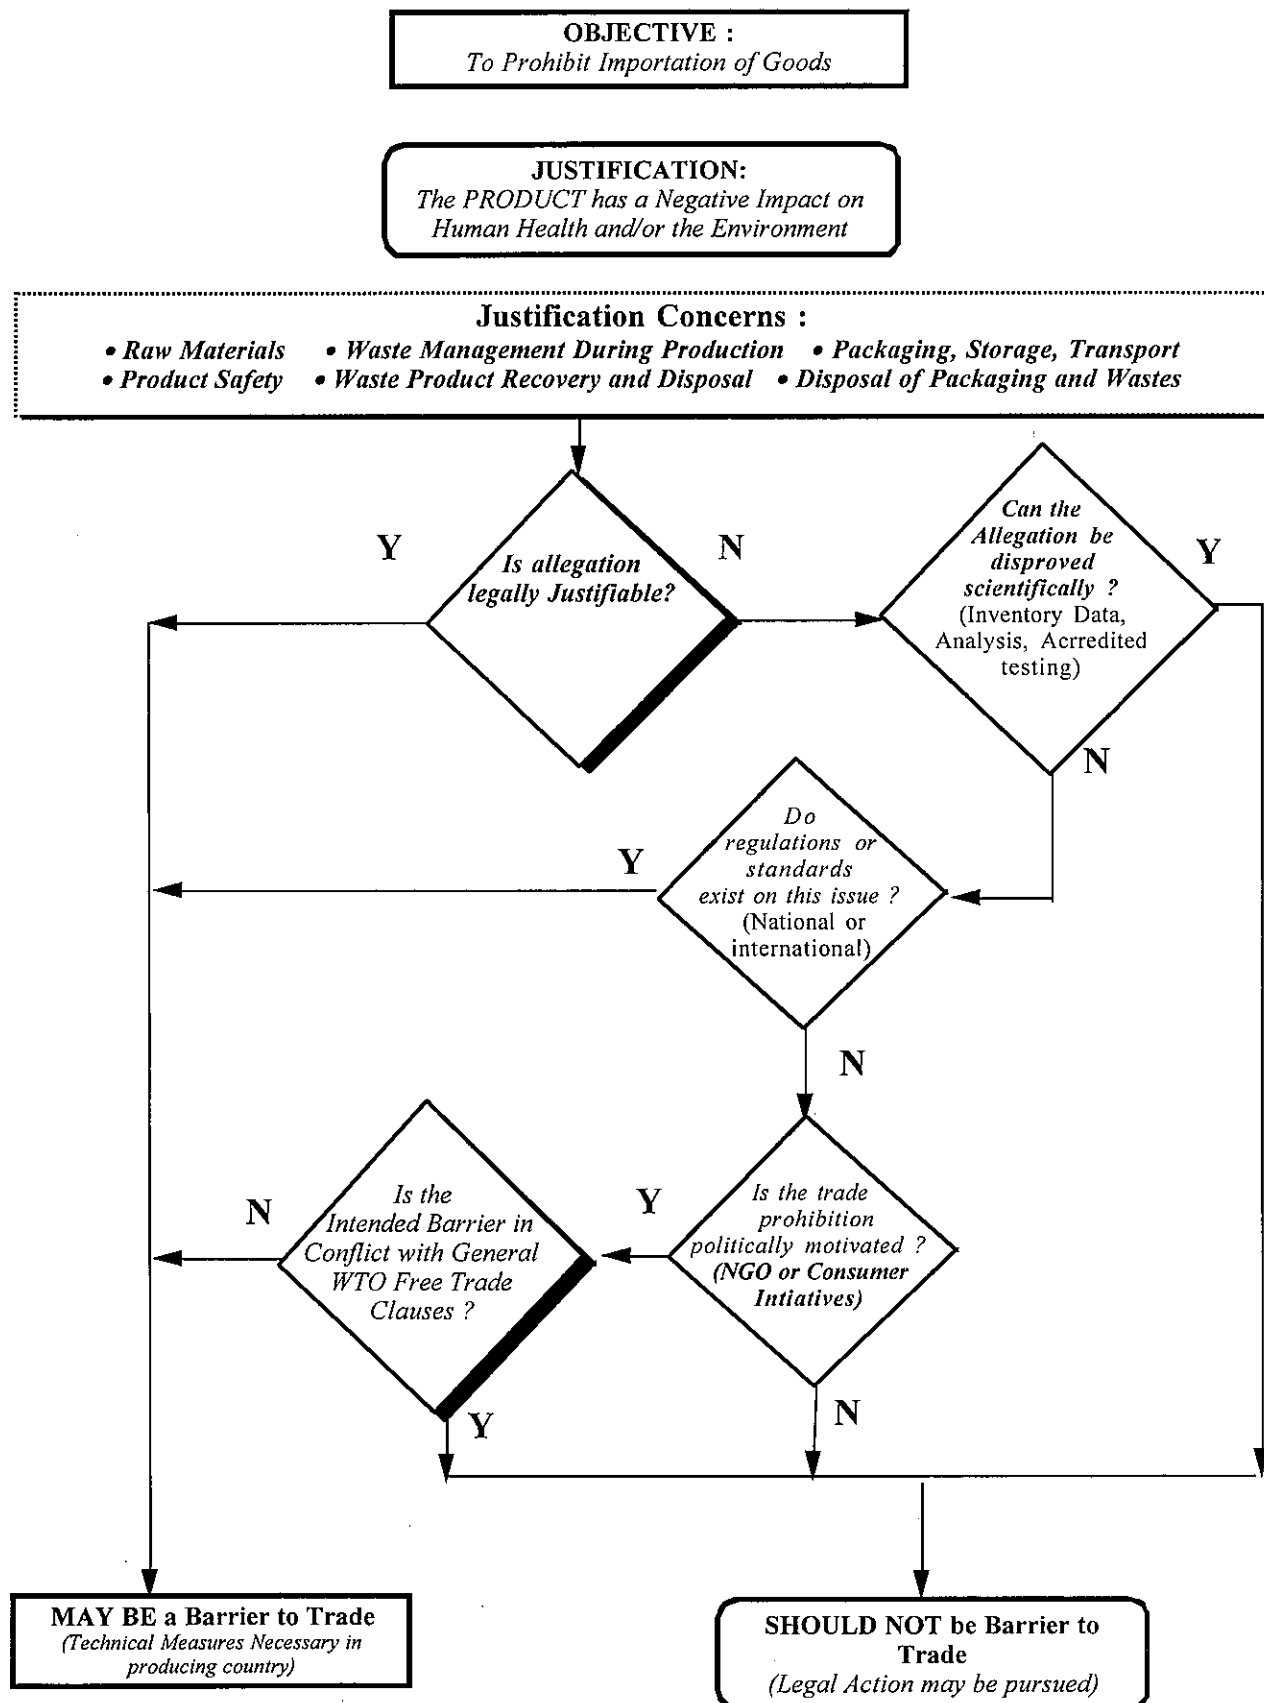 OBJECTIVE :
To Prohibit Importation of Goods
JUSTIFICATION:
The PRODUCT has a Negative Impact on
Human Health and/or the Environment
Justification Concerns :
• Raw Materials • Waste Management During Production • Packaging, Storage, Transport
• Product Safety • Waste Product Recovery and Disposal • Disposal of Packaging and Wastes
Y
Is allegation
legally Justifiable?
N
Can the
Allegation be
disproved
scientifically ?
(Inventory Data,
Analysis, Acrredited
testing)
Y
N
Do
regulations or
standards
exist on this issue ?
(National or
international)
Y
N
Is the trade
prohibition
politically motivated ?
(NGO or Consumer
Intiatives)
Y
N
Is the
Intended Barrier in
Conflict with General
WTO Free Trade
Clauses ?
N
Y
MAY BE a Barrier to Trade
(Technical Measures Necessary in
producing country)
SHOULD NOT be Barrier to
Trade
(Legal Action may be pursued)